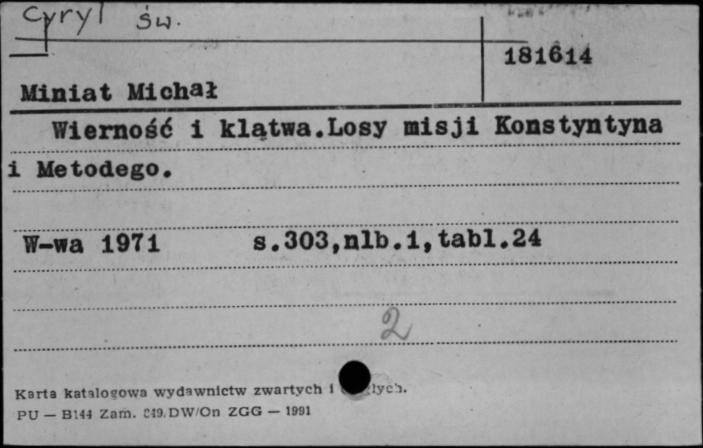 Cyryl św.
181614
Miniat Michał
Wierność i klątwa.Losy misji Konstyntyna
i Metodego.
W-wa 1971 s.303,nlb.1,tabl.24
2
Karta katalogowa wydawnictw zwartych i
PU — B144 Zam. 249. DW/On ZGG — 1991